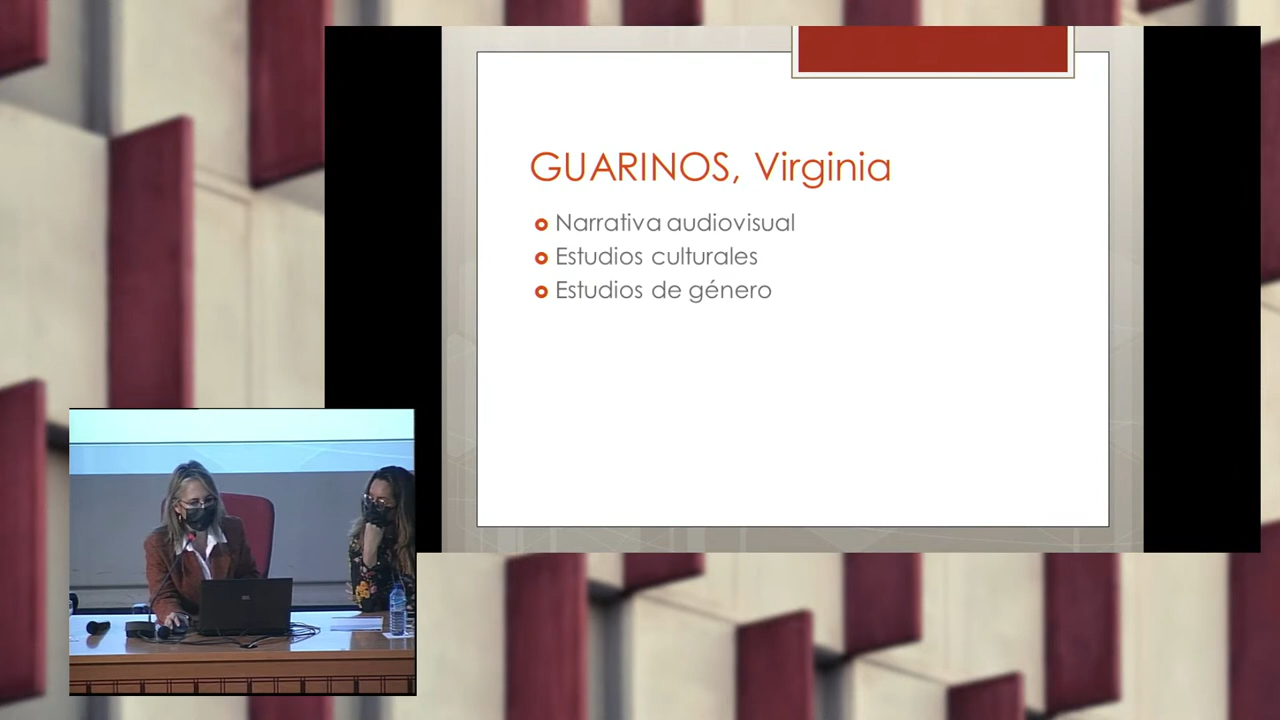 GUARINOS, Virginia
Narrativa audiovisual
Estudios culturales
Estudios de género